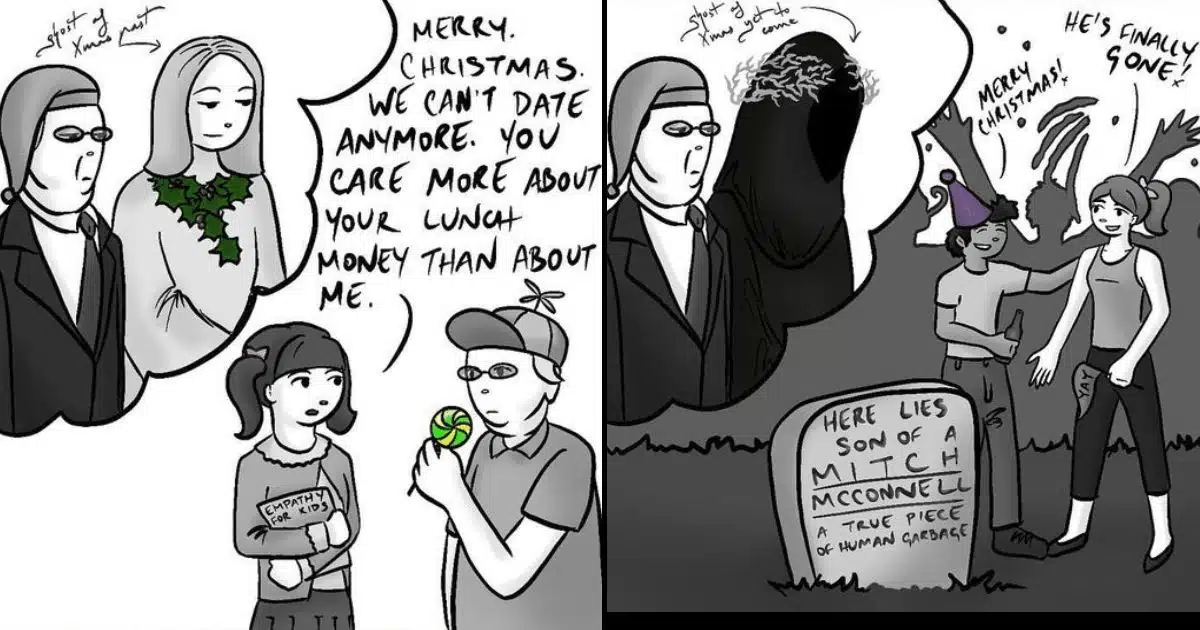 Ghost of
Xmas past
MERRY.
CHRISTMAS.
WE CAN'T DATE
ANYMORE. YOU
CARE MORE ABOUT
YOUR LUNCH
MONEY THAN ABOUT
ME.
EMPATHY
FOR KIDS
Ghost of
Xmas yet to
come
MERRY
CHRISTMAS!
HE'S FINALLY
GONE!
YAY
HERE LIES
SON OF A
MITCH
MCCONNELL
A TRUE PIECE
OF HUMAN GARBAGE